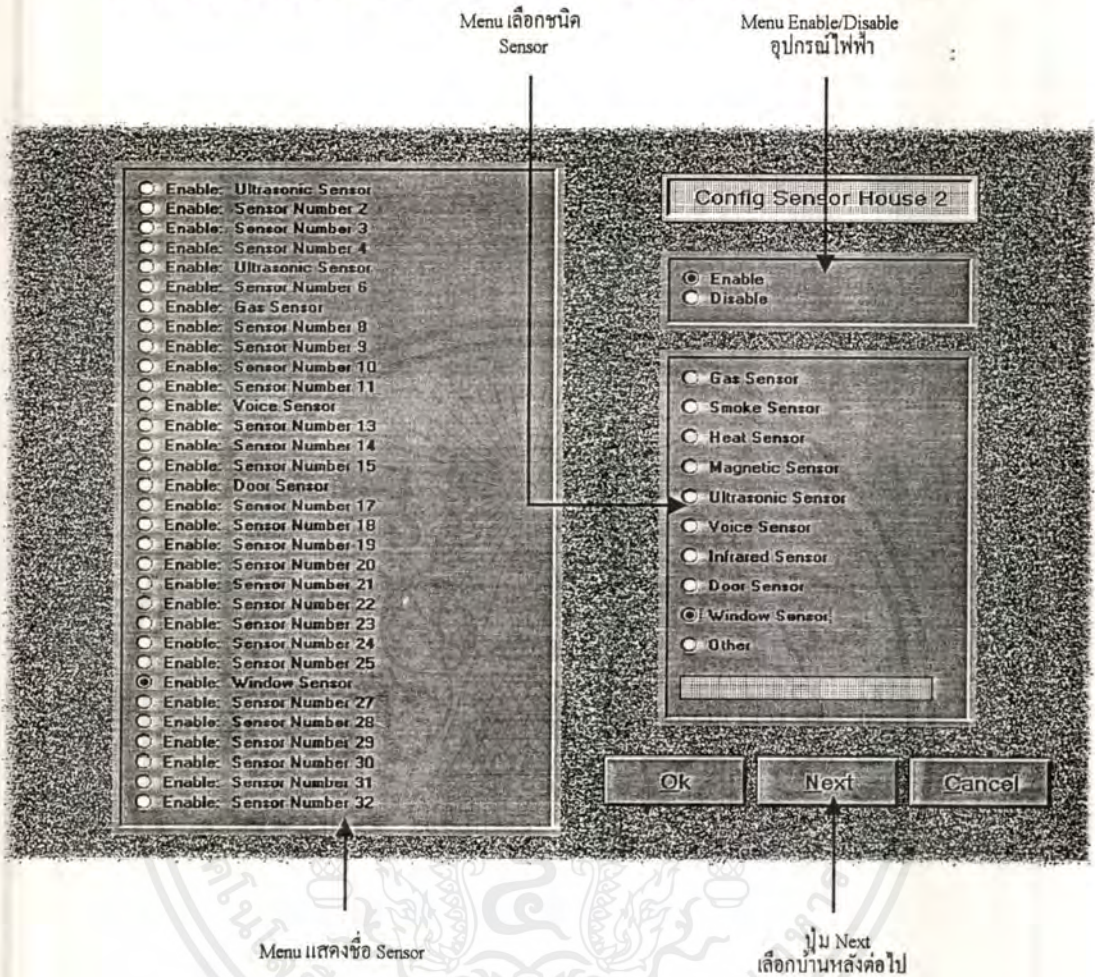 Menu เลือกชนิด
Sensor
Menu Enable/Disable
อุปกรณ์ไฟฟ้า
Enable: Ultrasonic Sensor
Enable: Sensor Number 2
Enable: Sensor Number 3
Enable: Sensor Number 4
Enable: Ultrasonic Sensor
Enable: Sensor Number 6
Enable: Gas Sensor
Enable: Sensor Number 8
Enable: Sensor Number 9
Enable: Sensor Number 10
Enable: Sensor Number 11
Enable: Voice Sensor
Enable: Sensor Number 13
Enable: Sensor Number 14
Enable: Sensor Number 15
Enable: Door Sensor
Enable: Sensor Number 17
Enable: Sensor Number 18
Enable: Sensor Number 19
Enable: Sensor Number 20
Enable: Sensor Number 21
Enable: Sensor Number 22
Enable: Sensor Number 23
Enable: Sensor Number 24
Enable: Sensor Number 25
Enable: Window Sensor
Enable: Sensor Number 27
Enable: Sensor Number 28
Enable: Sensor Number 29
Enable: Sensor Number 30
Enable: Sensor Number 31
Enable: Sensor Number 32
Config Sensor House 2
Enable
Disable
Gas Sensor
Smoke Sensor
Heat Sensor
Magnetic Sensor
Ultrasonic Sensor
Voice Sensor
Infrared Sensor
Door Sensor
Window Sensor
Other
Ok
Next
Cancel
Menu แสดงชื่อ Sensor
ปุ่ม Next
เลือกบ้านหลังต่อไป